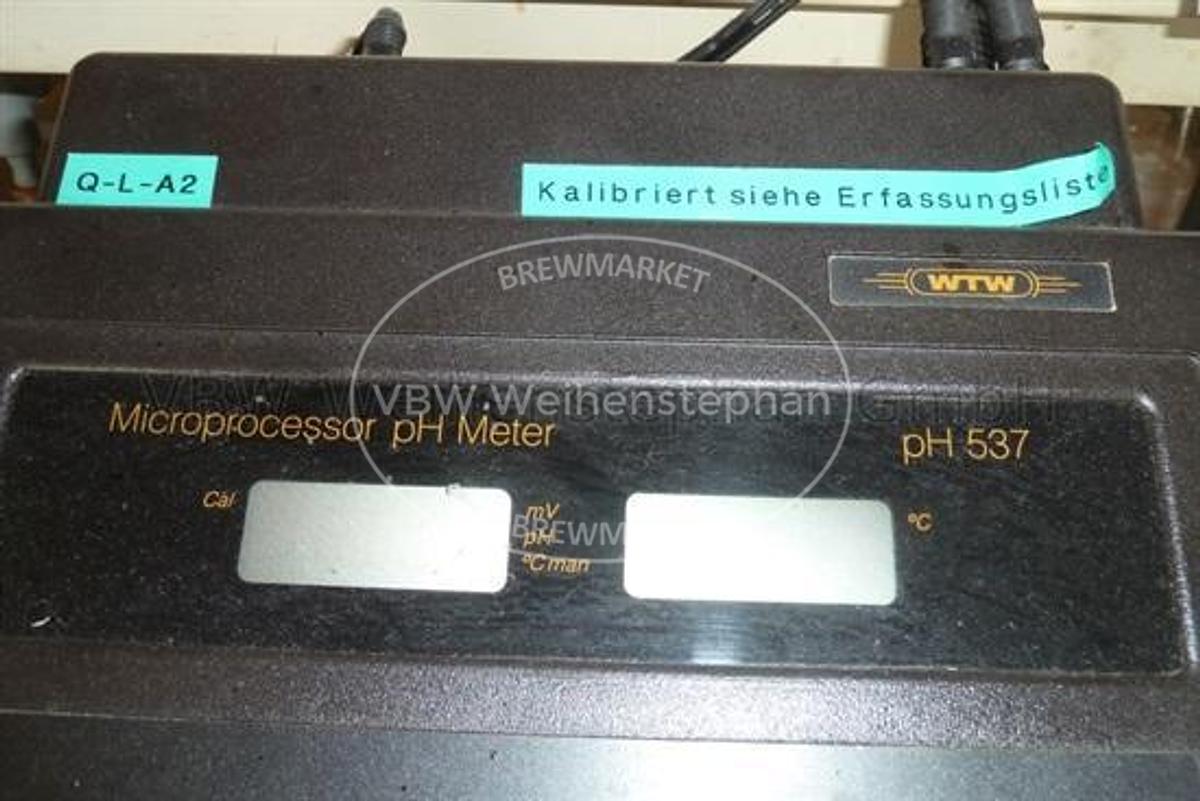 Q-L-A2
Kalibriert siehe Erfassungsliste
BREWMARKET
WTW
VBW.Weihenstephan
Microprocessor pH Meter
pH 537
Cal
mV
pH
°C man
°C